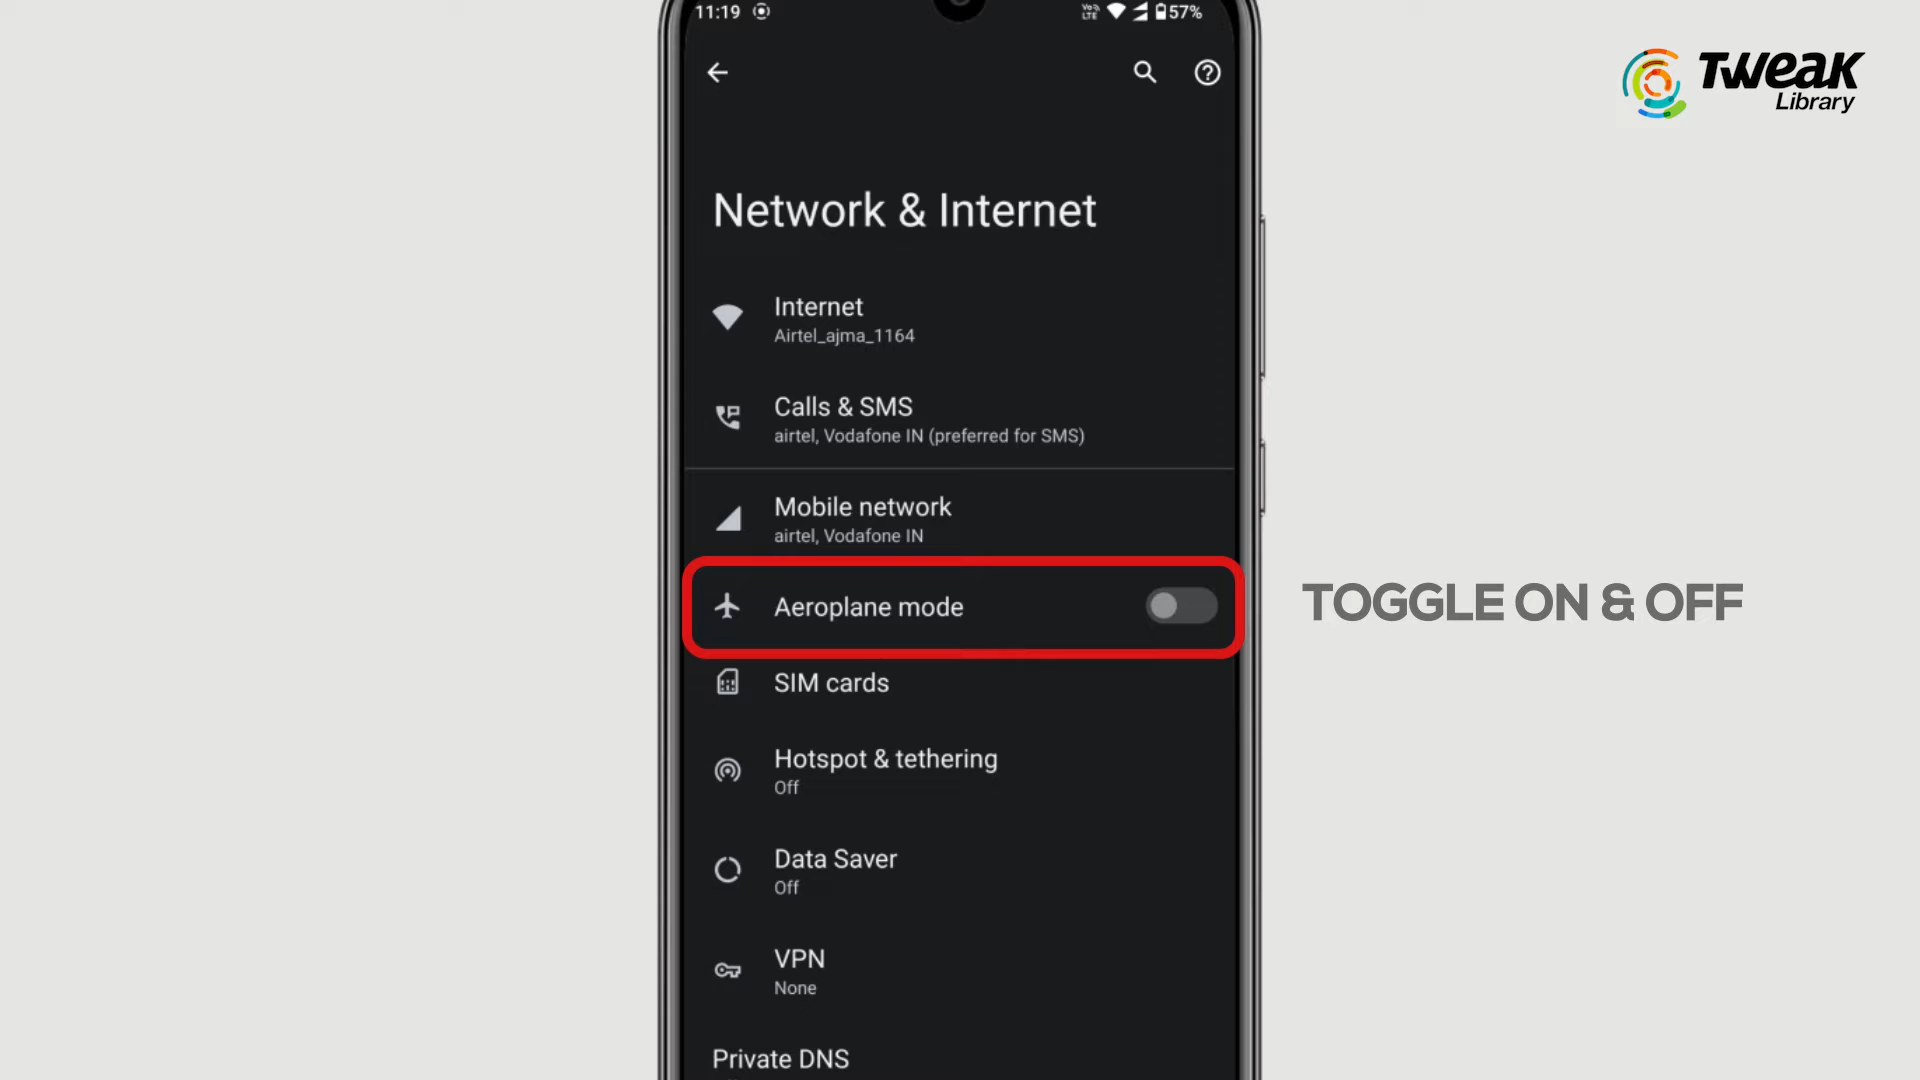 11:19
Vo LTE 57%
TWEAK
Library
Network & Internet
Internet
Airtel_ajma_1164
Calls & SMS
airtel, Vodafone IN (preferred for SMS)
Mobile network
airtel, Vodafone IN
Aeroplane mode
TOGGLE ON & OFF
SIM cards
Hotspot & tethering
Off
Data Saver
Off
VPN
None
Private DNS